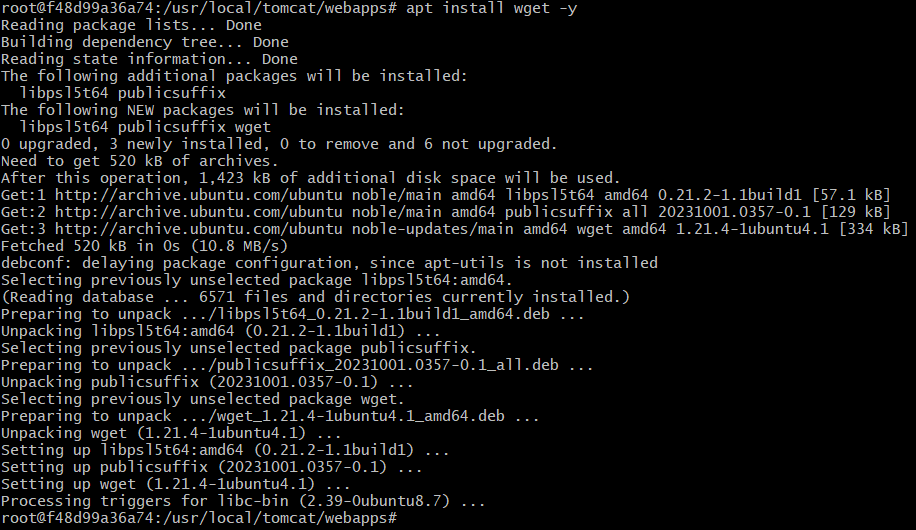 root@f48d99a36a74:/usr/local/tomcat/webapps# apt install wget -y
Reading package lists... Done
Building dependency tree... Done
Reading state information... Done
The following additional packages will be installed:
  libpsl5t64 publicsuffix
The following NEW packages will be installed:
  libpsl5t64 publicsuffix wget
0 upgraded, 3 newly installed, 0 to remove and 6 not upgraded.
Need to get 520 kB of archives.
After this operation, 1,423 kB of additional disk space will be used.
Get:1 http://archive.ubuntu.com/ubuntu noble/main amd64 libpsl5t64 amd64 0.21.2-1.1build1 [57.1 kB]
Get:2 http://archive.ubuntu.com/ubuntu noble/main amd64 publicsuffix all 20231001.0357-0.1 [129 kB]
Get:3 http://archive.ubuntu.com/ubuntu noble-updates/main amd64 wget amd64 1.21.4-1ubuntu4.1 [334 kB]
Fetched 520 kB in 0s (10.8 MB/s)
debconf: delaying package configuration, since apt-utils is not installed
Selecting previously unselected package libpsl5t64:amd64.
(Reading database ... 6571 files and directories currently installed.)
Preparing to unpack .../libpsl5t64_0.21.2-1.1build1_amd64.deb ...
Unpacking libpsl5t64:amd64 (0.21.2-1.1build1) ...
Selecting previously unselected package publicsuffix.
Preparing to unpack .../publicsuffix_20231001.0357-0.1_all.deb ...
Unpacking publicsuffix (20231001.0357-0.1) ...
Selecting previously unselected package wget.
Preparing to unpack .../wget_1.21.4-1ubuntu4.1_amd64.deb ...
Unpacking wget (1.21.4-1ubuntu4.1) ...
Setting up libpsl5t64:amd64 (0.21.2-1.1build1) ...
Setting up publicsuffix (20231001.0357-0.1) ...
Setting up wget (1.21.4-1ubuntu4.1) ...
Processing triggers for libc-bin (2.39-0ubuntu8.7) ...
root@f48d99a36a74:/usr/local/tomcat/webapps#